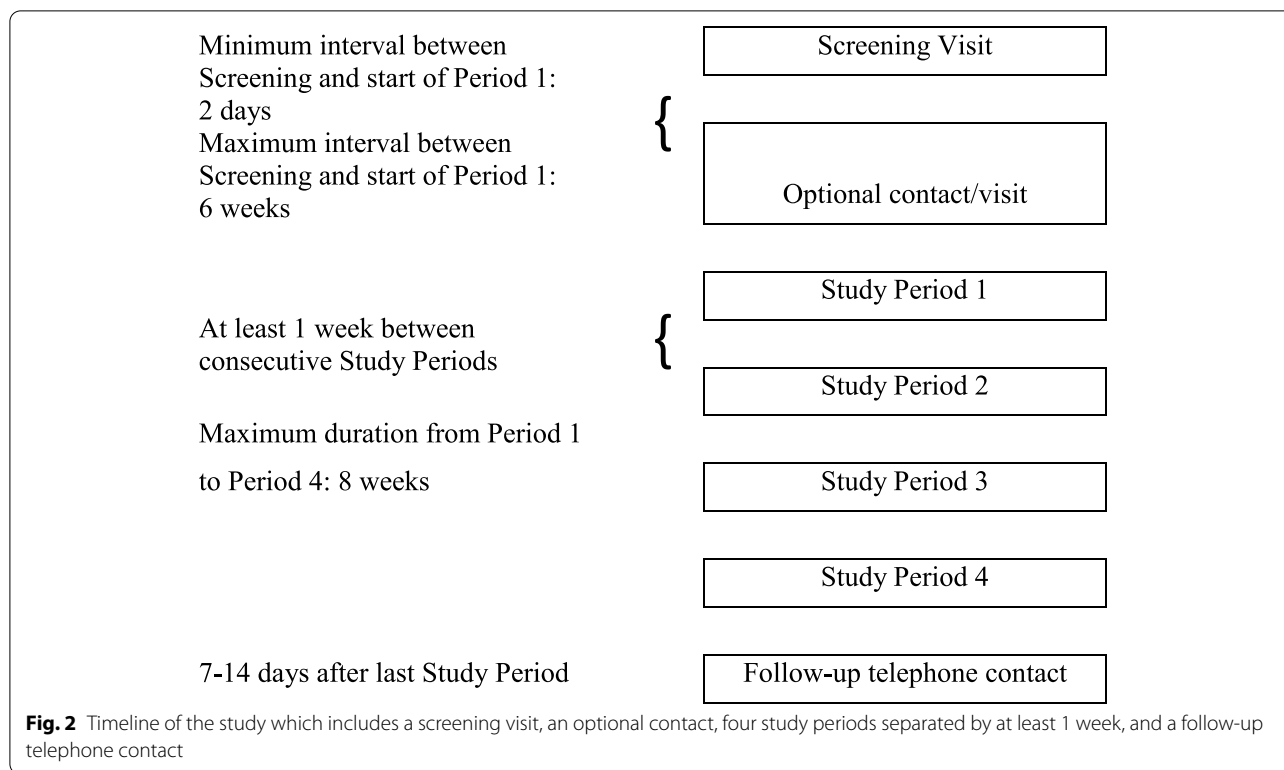 Minimum interval between
Screening and start of Period 1:
2 days
Maximum interval between
Screening and start of Period 1:
6 weeks
Screening Visit
{
Optional contact/visit
Study Period 1
At least 1 week between
consecutive Study Periods
{
Study Period 2
Maximum duration from Period 1
to Period 4: 8 weeks
Study Period 3
Study Period 4
7-14 days after last Study Period
Follow-up telephone contact
Fig. 2 Timeline of the study which includes a screening visit, an optional contact, four study periods separated by at least 1 week, and a follow-up
telephone contact